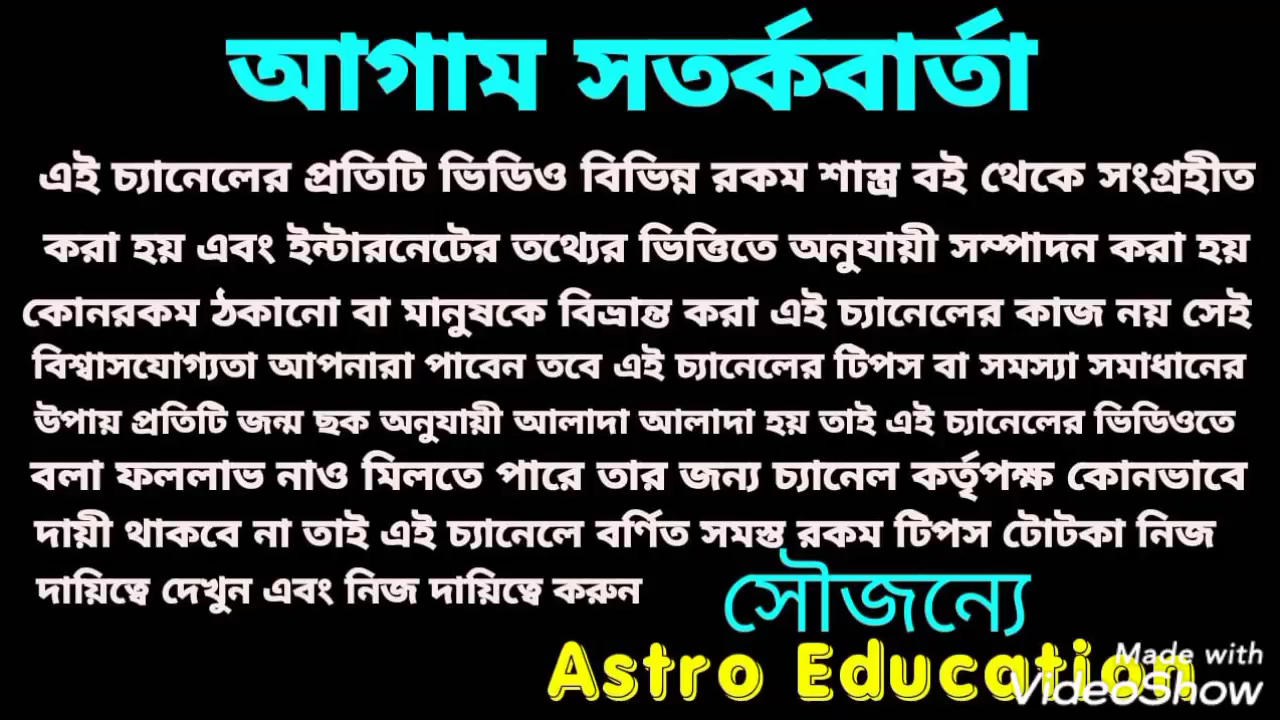 আগাম সতর্কবার্তা
এই চ্যানেলের প্রতিটি ভিডিও বিভিন্ন রকম শাস্ত্র বই থেকে সংগ্রহীত
করা হয় এবং ইন্টারনেটের তথ্যের ভিত্তিতে অনুযায়ী সম্পাদন করা হয়
কোনরকম ঠকানো বা মানুষকে বিভ্রান্ত করা এই চ্যানেলের কাজ নয় সেই
বিশ্বাসযোগ্যতা আপনারা পাবেন তবে এই চ্যানেলের টিপস বা সমস্যা সমাধানের
উপায় প্রতিটি জন্ম ছক অনুযায়ী আলাদা আলাদা হয় তাই এই চ্যানেলের ভিডিওতে
বলা ফললাভ নাও মিলতে পারে তার জন্য চ্যানেল কর্তৃপক্ষ কোনভাবে
দায়ী থাকবে না তাই এই চ্যানেলে বর্ণিত সমস্ত রকম টিপস টোটকা নিজ
দায়িত্বে দেখুন এবং নিজ দায়িত্বে করুন
সৌজন্যে
Astro Education
Made with
VideoShow